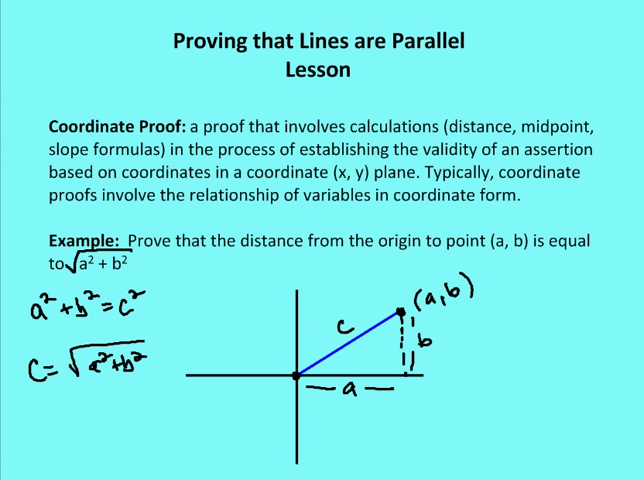 Proving that Lines are Parallel
Lesson
Coordinate Proof: a proof that involves calculations (distance, midpoint,
slope formulas) in the process of establishing the validity of an assertion
based on coordinates in a coordinate (x, y) plane. Typically, coordinate
proofs involve the relationship of variables in coordinate form.
Example: Prove that the distance from the origin to point (a, b) is equal
to √a² + b²
a² + b² = c²
c = √a² + b²
(a, b)
c
b
a